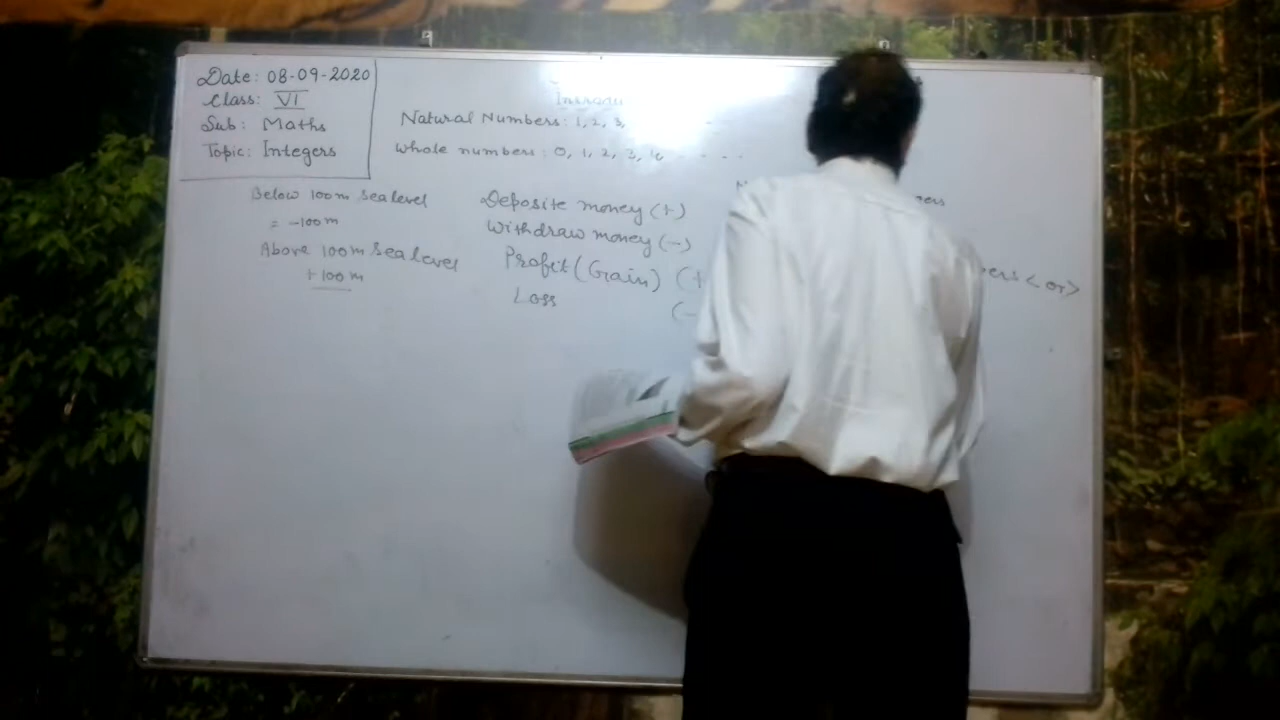 Date: 08-09-2020
Class: VI
Sub: Maths
Topic: Integers
Natural Numbers: 1, 2, 3,
Whole numbers: 0, 1, 2, 3, 4 - - - -
Below 100m sea level
= -100m
Above 100m sea level
+100m
Deposite money (+)
Withdraw money (-)
Profit (Gain) (+
Loss (-
< or >